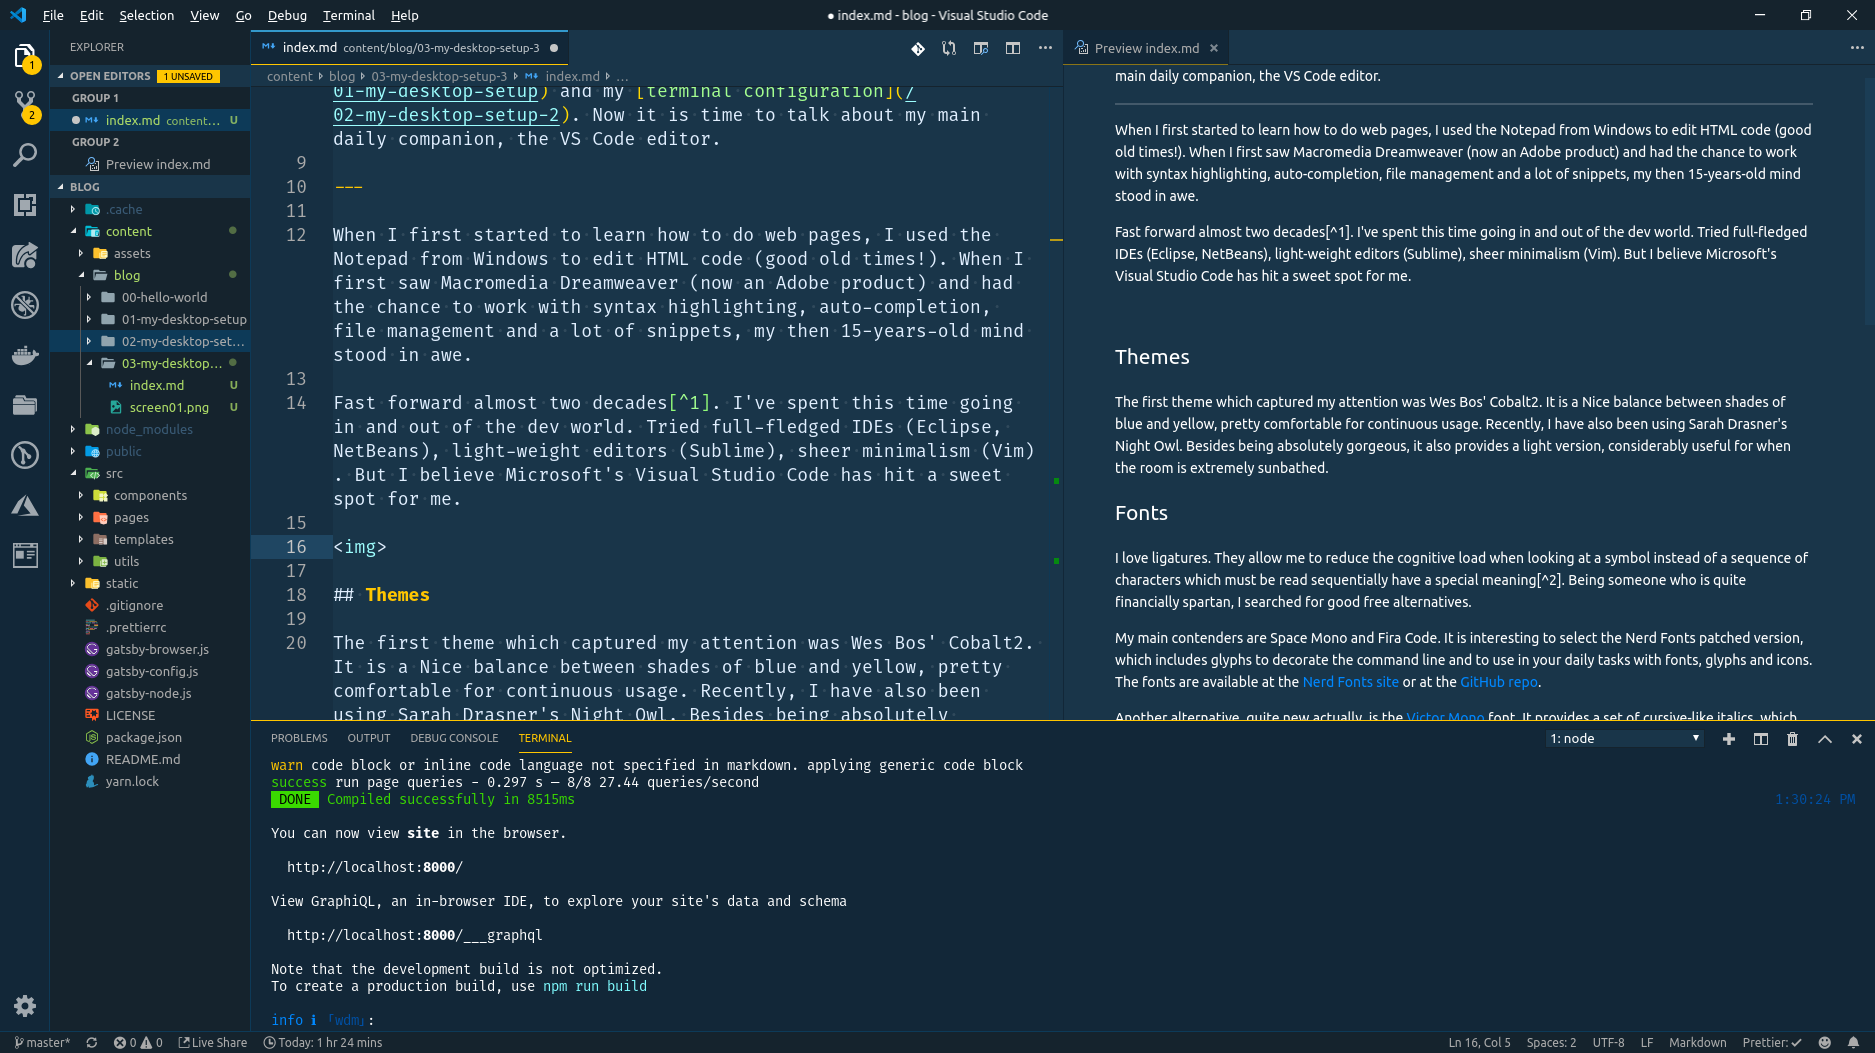 File Edit Selection View Go Debug Terminal Help
● index.md - blog - Visual Studio Code
EXPLORER
OPEN EDITORS 1 UNSAVED
GROUP 1
index.md content... U
GROUP 2
Preview index.md
BLOG
.cache
content
assets
blog
00-hello-world
01-my-desktop-setup
02-my-desktop-set...
03-my-desktop...
index.md U
screen01.png U
node_modules
public
src
components
pages
templates
utils
static
.gitignore
.prettierrc
gatsby-browser.js
gatsby-config.js
gatsby-node.js
LICENSE
package.json
README.md
yarn.lock
1
2
index.md content/blog/03-my-desktop-setup-3 ●
content › blog › 03-my-desktop-setup-3 › index.md › ...
01-my-desktop-setup) and my [terminal configuration](/
02-my-desktop-setup-2). Now it is time to talk about my main
daily companion, the VS Code editor.
9
10 ---
11
12 When I first started to learn how to do web pages, I used the
Notepad from Windows to edit HTML code (good old times!). When I
first saw Macromedia Dreamweaver (now an Adobe product) and had
the chance to work with syntax highlighting, auto-completion,
file management and a lot of snippets, my then 15-years-old mind
stood in awe.
13
14 Fast forward almost two decades[^1]. I've spent this time going
in and out of the dev world. Tried full-fledged IDEs (Eclipse,
NetBeans), light-weight editors (Sublime), sheer minimalism (Vim)
. But I believe Microsoft's Visual Studio Code has hit a sweet
spot for me.
15
16 <img>
17
18 ## Themes
19
20 The first theme which captured my attention was Wes Bos' Cobalt2.
It is a Nice balance between shades of blue and yellow, pretty
comfortable for continuous usage. Recently, I have also been
using Sarah Drasner's Night Owl. Besides being absolutely
Preview index.md ×
main daily companion, the VS Code editor.
When I first started to learn how to do web pages, I used the Notepad from Windows to edit HTML code (good
old times!). When I first saw Macromedia Dreamweaver (now an Adobe product) and had the chance to work
with syntax highlighting, auto-completion, file management and a lot of snippets, my then 15-years-old mind
stood in awe.
Fast forward almost two decades[^1]. I've spent this time going in and out of the dev world. Tried full-fledged
IDEs (Eclipse, NetBeans), light-weight editors (Sublime), sheer minimalism (Vim). But I believe Microsoft's
Visual Studio Code has hit a sweet spot for me.
Themes
The first theme which captured my attention was Wes Bos' Cobalt2. It is a Nice balance between shades of
blue and yellow, pretty comfortable for continuous usage. Recently, I have also been using Sarah Drasner's
Night Owl. Besides being absolutely gorgeous, it also provides a light version, considerably useful for when
the room is extremely sunbathed.
Fonts
I love ligatures. They allow me to reduce the cognitive load when looking at a symbol instead of a sequence of
characters which must be read sequentially have a special meaning[^2]. Being someone who is quite
financially spartan, I searched for good free alternatives.
My main contenders are Space Mono and Fira Code. It is interesting to select the Nerd Fonts patched version,
which includes glyphs to decorate the command line and to use in your daily tasks with fonts, glyphs and icons.
The fonts are available at the Nerd Fonts site or at the GitHub repo.
Another alternative, quite new actually, is the Victor Mono font. It provides a set of cursive-like italics, which
PROBLEMS OUTPUT DEBUG CONSOLE TERMINAL
1: node
warn code block or inline code language not specified in markdown. applying generic code block
success run page queries - 0.297 s — 8/8 27.44 queries/second
DONE Compiled successfully in 8515ms 1:30:24 PM
You can now view site in the browser.
http://localhost:8000/
View GraphiQL, an in-browser IDE, to explore your site's data and schema
http://localhost:8000/___graphql
Note that the development build is not optimized.
To create a production build, use npm run build
info ℹ ｢wdm｣:
master* 0 0 Live Share Today: 1 hr 24 mins
Ln 16, Col 5 Spaces: 2 UTF-8 LF Markdown Prettier: ✓